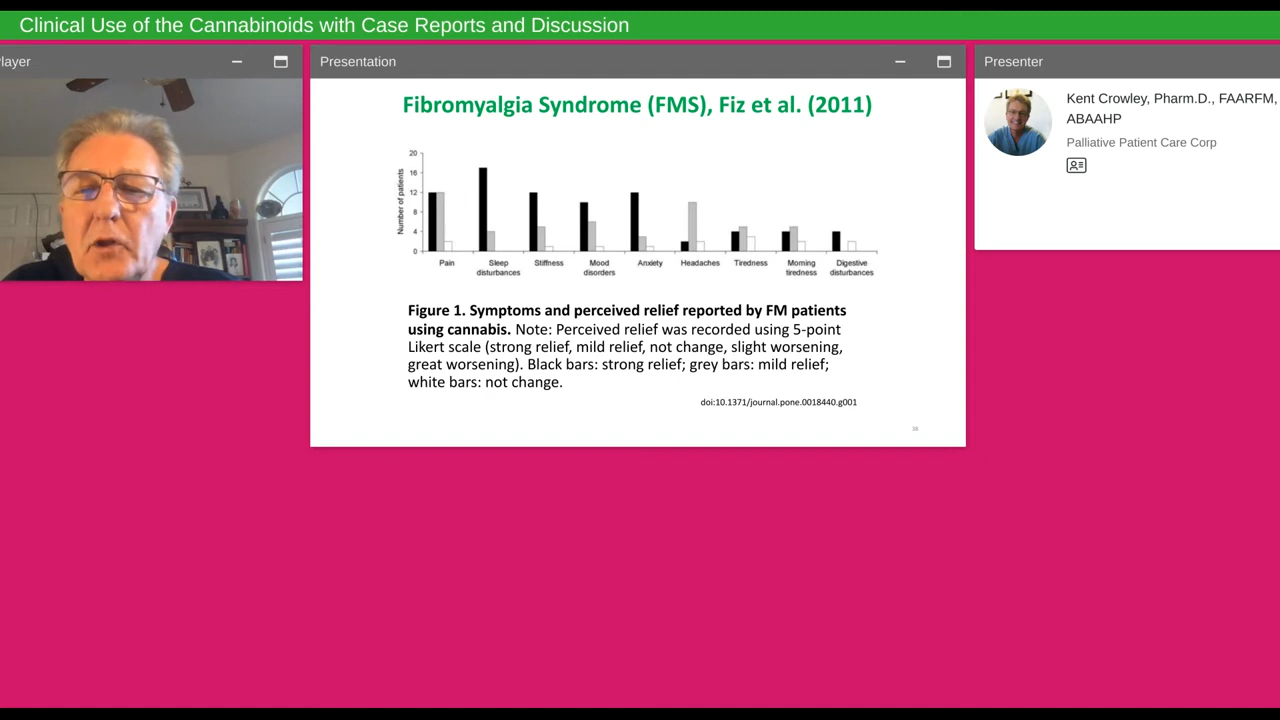 Clinical Use of the Cannabinoids with Case Reports and Discussion
layer
Presentation
Presenter
Fibromyalgia Syndrome (FMS), Fiz et al. (2011)
Number of patients
20
16
12
8
4
0
Pain
Sleep disturbances
Stiffness
Mood disorders
Anxiety
Headaches
Tiredness
Morning tiredness
Digestive disturbances
Figure 1. Symptoms and perceived relief reported by FM patients
using cannabis. Note: Perceived relief was recorded using 5-point
Likert scale (strong relief, mild relief, not change, slight worsening,
great worsening). Black bars: strong relief; grey bars: mild relief;
white bars: not change.
doi:10.1371/journal.pone.0018440.g001
38
Kent Crowley, Pharm.D., FAARFM,
ABAAHP
Palliative Patient Care Corp